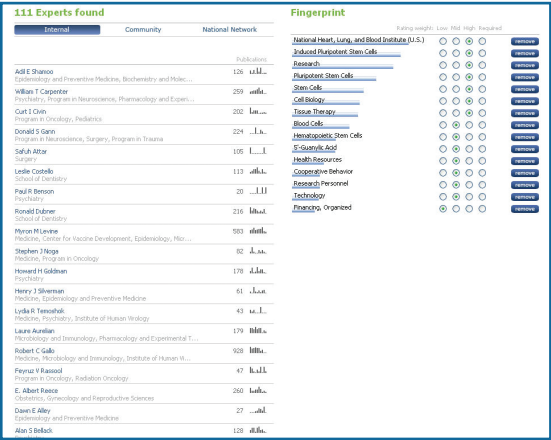 111 Experts found
Internal Community National Network
Publications
Adil E Shamoo 126
Epidemiology and Preventive Medicine, Biochemistry and Molec...
William T Carpenter 259
Psychiatry, Program in Neuroscience, Pharmacology and Experi...
Curt I Civin 202
Program in Oncology, Pediatrics
Donald S Gann 224
Program in Neuroscience, Surgery, Program in Trauma
Safuh Attar 105
Surgery
Leslie Costello 113
School of Dentistry
Paul R Benson 20
Psychiatry
Ronald Dubner 216
School of Dentistry
Myron M Levine 583
Medicine, Center for Vaccine Development, Epidemiology, Micr...
Stephen J Noga 82
Medicine, Program in Oncology
Howard H Goldman 178
Psychiatry
Henry J Silverman 61
Medicine, Epidemiology and Preventive Medicine
Lydia R Temoshok 43
Medicine, Psychiatry, Institute of Human Virology
Laure Aurelian 179
Microbiology and Immunology, Pharmacology and Experimental T...
Robert C Gallo 928
Medicine, Microbiology and Immunology, Institute of Human V...
Feyruz V Rassool 47
Program in Oncology, Radiation Oncology
E. Albert Reece 260
Obstetrics, Gynecology and Reproductive Sciences
Dawn E Alley 27
Epidemiology and Preventive Medicine
Alan S Bellack 128
Fingerprint
Rating weight: Low Mid High Required
National Heart, Lung, and Blood Institute (U.S.) remove
Induced Pluripotent Stem Cells remove
Research remove
Pluripotent Stem Cells remove
Stem Cells remove
Cell Biology remove
Tissue Therapy remove
Blood Cells remove
Hematopoietic Stem Cells remove
5'-Guanylic Acid remove
Health Resources remove
Cooperative Behavior remove
Research Personnel remove
Technology remove
Financing, Organized remove